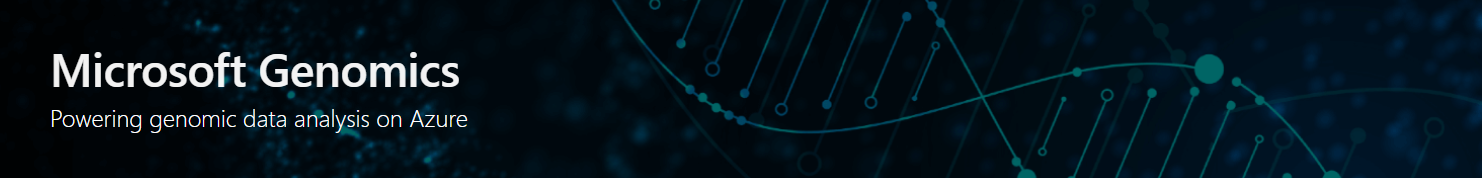 Microsoft Genomics
Powering genomic data analysis on Azure